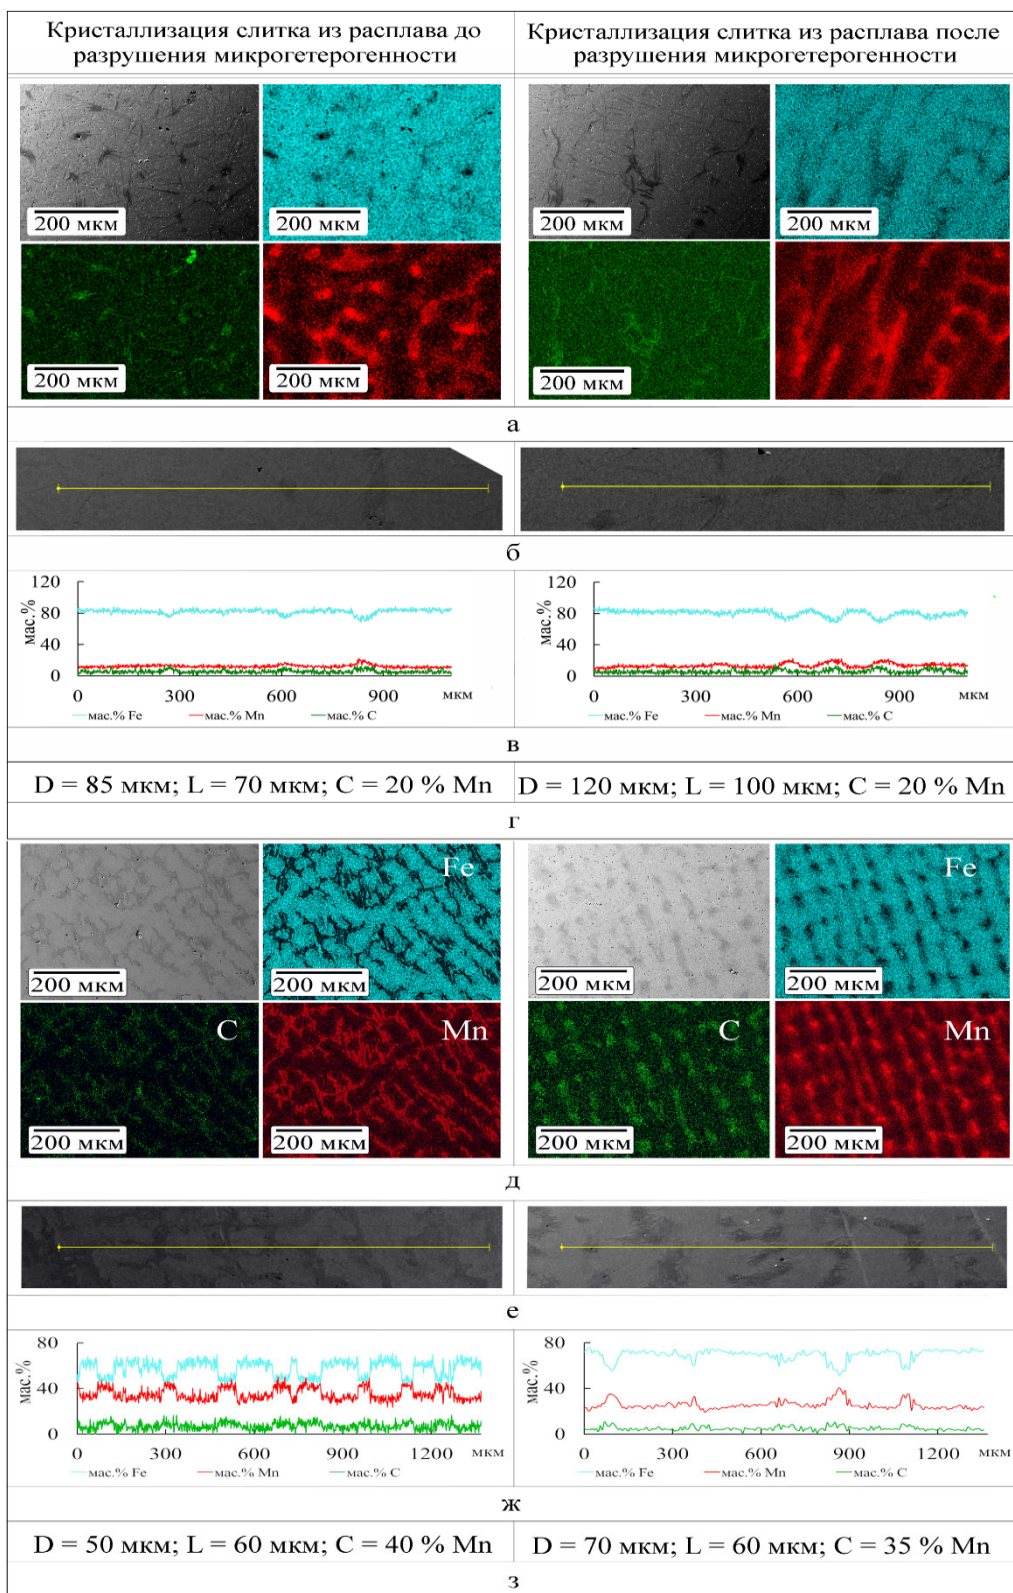 Кристаллизация слитка из расплава до
разрушения микрогетерогенности
Кристаллизация слитка из расплава после
разрушения микрогетерогенности
200 мкм
200 мкм
200 мкм
200 мкм
200 мкм
200 мкм
200 мкм
200 мкм
а
б
120
80
40
0
мас.%
0 300 600 900 мкм
мас.% Fe мас.% Mn мас.% C
120
80
40
0
мас.%
0 300 600 900 мкм
мас.% Fe мас.% Mn мас.% C
в
D = 85 мкм; L = 70 мкм; C = 20 % Mn
D = 120 мкм; L = 100 мкм; C = 20 % Mn
г
Fe
200 мкм
200 мкм
C
Mn
200 мкм
200 мкм
Fe
200 мкм
200 мкм
C
Mn
200 мкм
200 мкм
д
е
80
40
0
мас.%
0 300 600 900 1200 мкм
мас.% Fe мас.% Mn мас.% C
80
40
0
мас.%
0 300 600 900 1200 мкм
мас.% Fe мас.% Mn мас.% C
ж
D = 50 мкм; L = 60 мкм; C = 40 % Mn
D = 70 мкм; L = 60 мкм; C = 35 % Mn
з